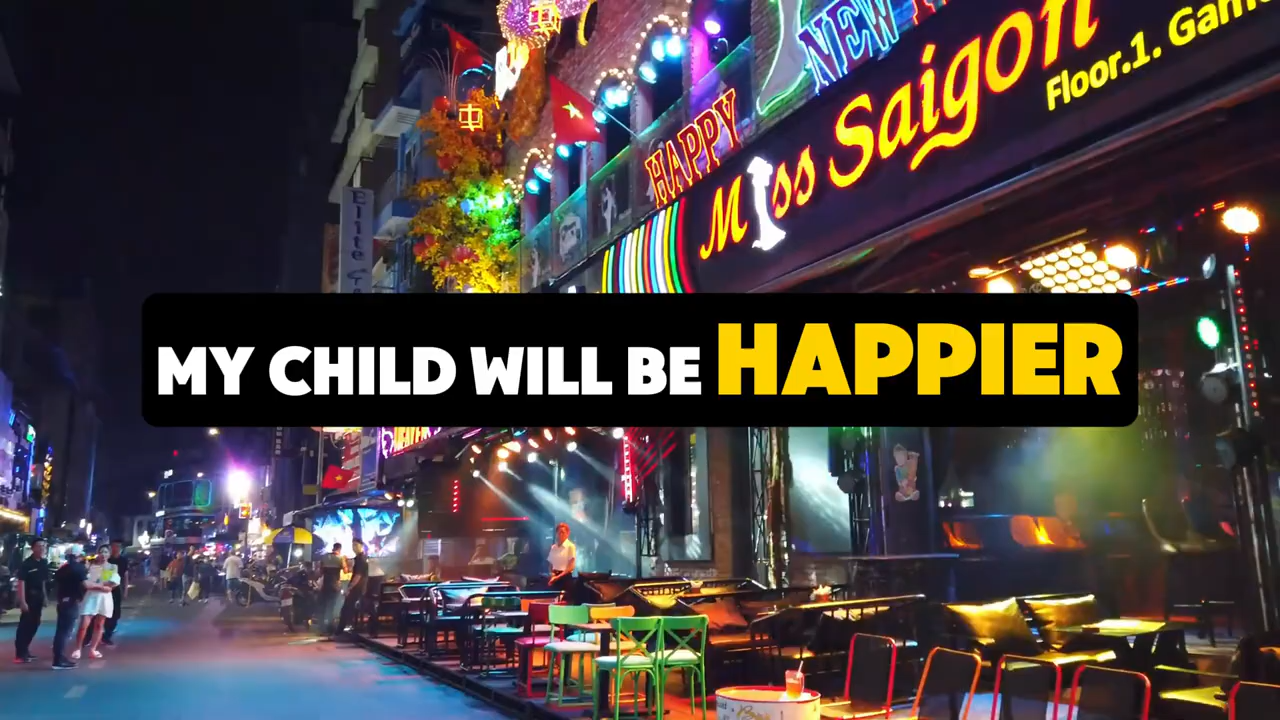 NEW
HAPPY
Miss Saigon
Floor.1. Game
Elite
MY CHILD WILL BE HAPPIER